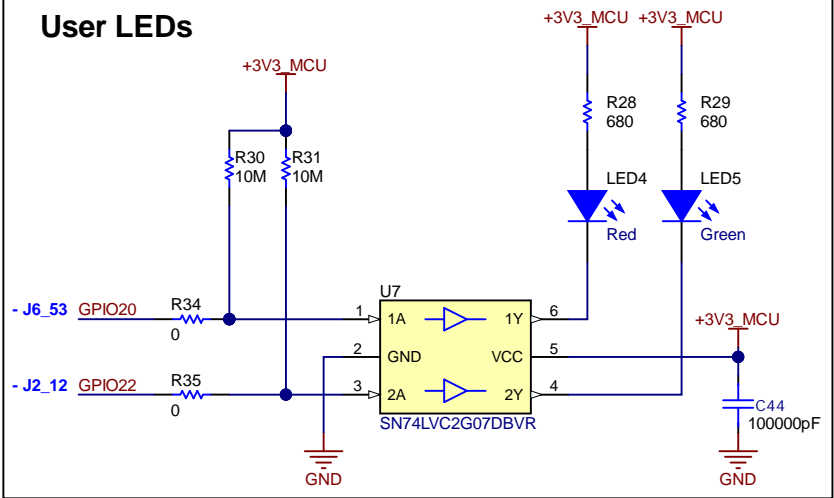 User LEDs
+3V3_MCU
+3V3_MCU
+3V3_MCU
R28
680
R29
680
R30
10M
R31
10M
LED4
Red
LED5
Green
U7
- J6_53 GPIO20
R34
0
1
1A
1Y
6
2
GND
VCC
5
+3V3_MCU
- J2_12 GPIO22
R35
0
3
2A
2Y
4
SN74LVC2G07DBVR
C44
100000pF
GND
GND